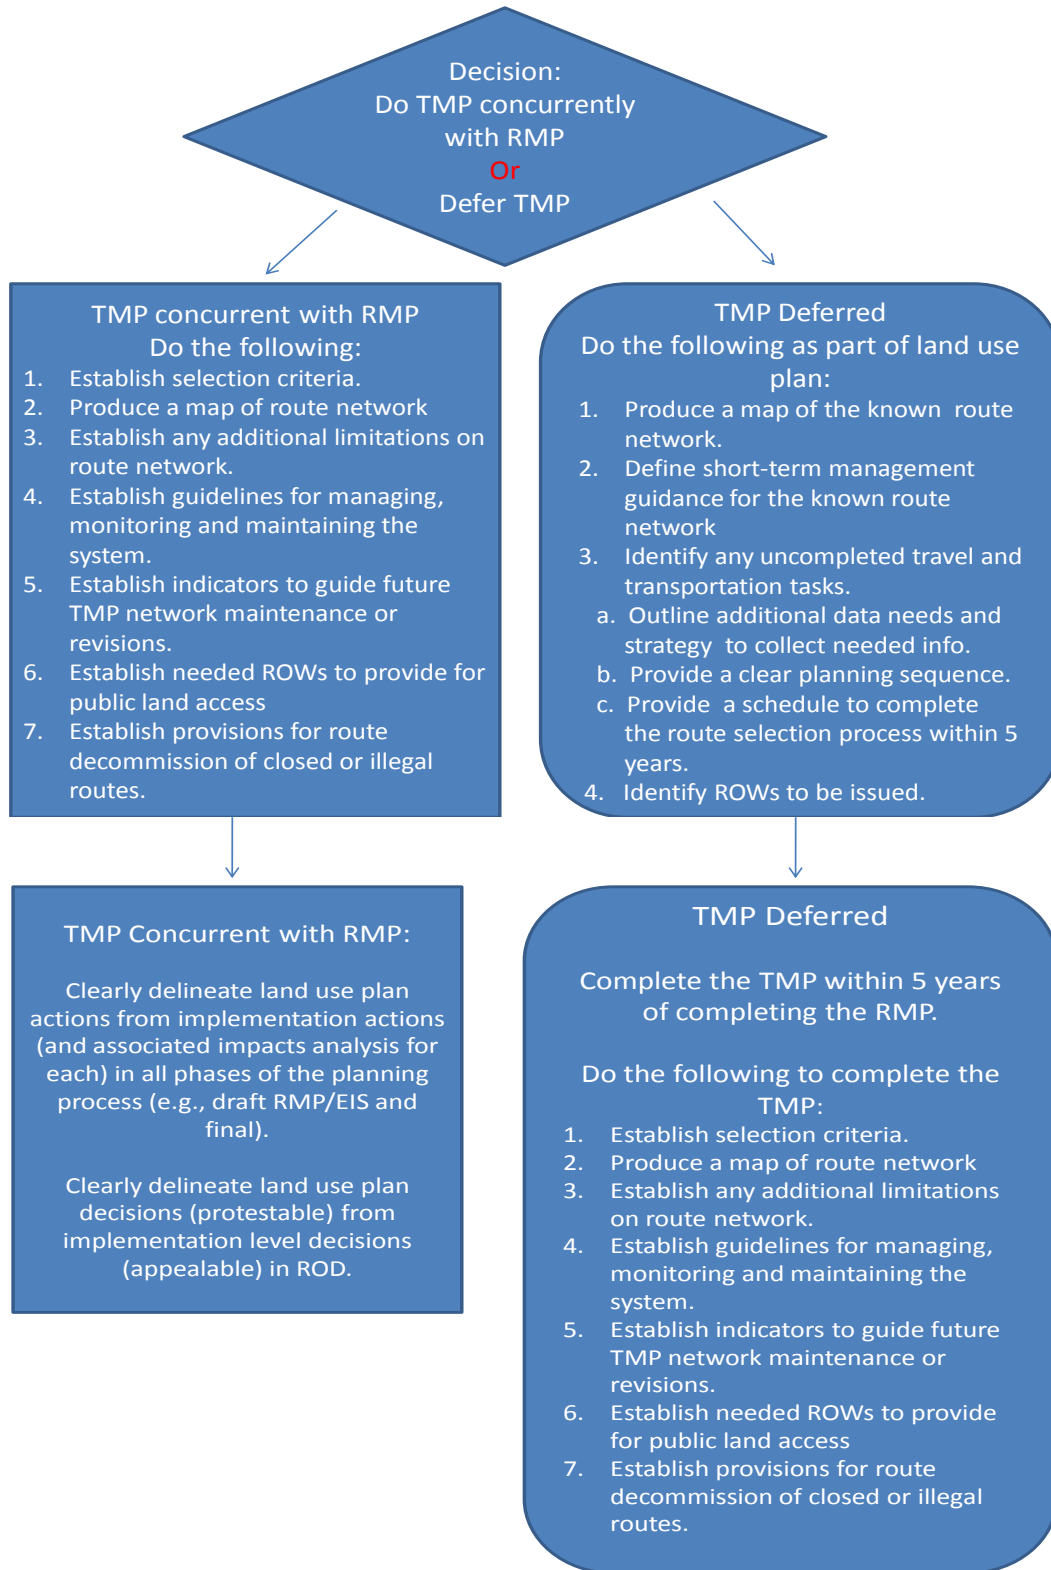 Decision:
Do TMP concurrently
with RMP
Or
Defer TMP
TMP concurrent with RMP
Do the following:
1. Establish selection criteria.
2. Produce a map of route network
3. Establish any additional limitations on
route network.
4. Establish guidelines for managing,
monitoring and maintaining the
system.
5. Establish indicators to guide future
TMP network maintenance or
revisions.
6. Establish needed ROWs to provide for
public land access
7. Establish provisions for route
decommission of closed or illegal
routes.
TMP Deferred
Do the following as part of land use
plan:
1. Produce a map of the known route
network.
2. Define short-term management
guidance for the known route
network
3. Identify any uncompleted travel and
transportation tasks.
a. Outline additional data needs and
strategy to collect needed info.
b. Provide a clear planning sequence.
c. Provide a schedule to complete
the route selection process within 5
years.
4. Identify ROWs to be issued.
TMP Concurrent with RMP:
Clearly delineate land use plan
actions from implementation actions
(and associated impacts analysis for
each) in all phases of the planning
process (e.g., draft RMP/EIS and
final).
Clearly delineate land use plan
decisions (protestable) from
implementation level decisions
(appealable) in ROD.
TMP Deferred
Complete the TMP within 5 years
of completing the RMP.
Do the following to complete the
TMP:
1. Establish selection criteria.
2. Produce a map of route network
3. Establish any additional limitations
on route network.
4. Establish guidelines for managing,
monitoring and maintaining the
system.
5. Establish indicators to guide future
TMP network maintenance or
revisions.
6. Establish needed ROWs to provide
for public land access
7. Establish provisions for route
decommission of closed or illegal
routes.